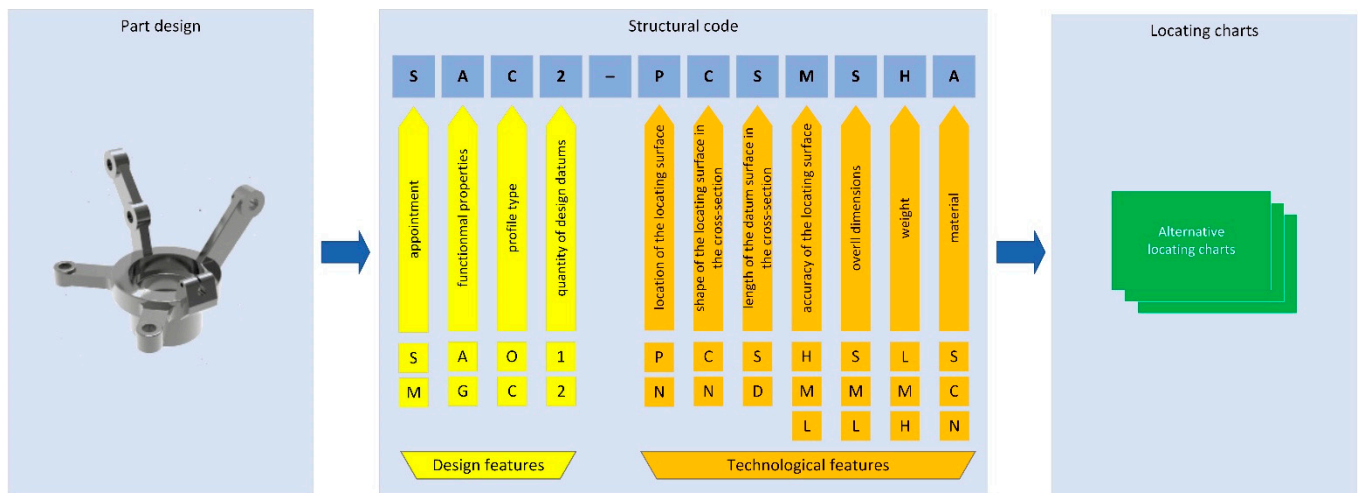 Part design
Structural code
Locating charts
S A C 2 – P C S M S H A
appointment
functionmal properties
profile type
quantity of design datums
location of the locating surface
shape of the locating surface in
the cross-section
length of the datum surface in
the cross-section
accuracy of the locating surface
overll dimensions
weight
material
Alternative
locating charts
S A O 1 P C S H S L S
M G C 2 N N D M M M C
L L H N
Design features
Technological features